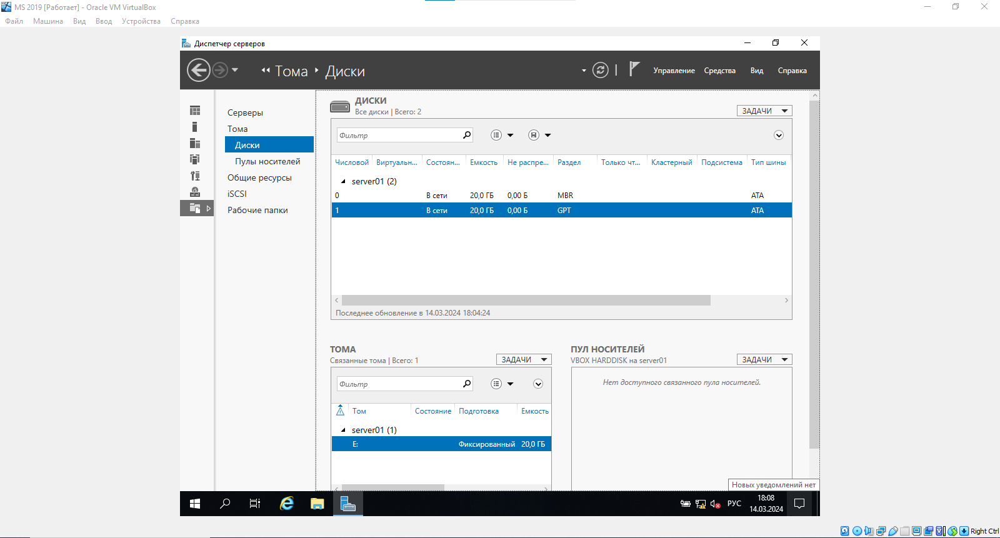 MS 2019 [Работает] - Oracle VM VirtualBox
Файл Машина Вид Ввод Устройства Справка
Диспетчер серверов
Тома Диски
Управление Средства Вид Справка
Серверы
Тома
Диски
Пулы носителей
Общие ресурсы
iSCSI
Рабочие папки
ДИСКИ
Все диски | Всего: 2
ЗАДАЧИ
Фильтр
Числовой Виртуальн... Состоян... Емкость Не распре... Раздел Только чт... Кластерный Подсистема Тип шины
server01 (2)
0 В сети 20,0 ГБ 0,00 Б MBR ATA
1 В сети 20,0 ГБ 0,00 Б GPT ATA
Последнее обновление в 14.03.2024 18:04:24
ТОМА
Связанные тома | Всего: 1
ЗАДАЧИ
Фильтр
Том Состояние Подготовка Емкость
server01 (1)
E: Фиксированный 20,0 ГБ
ПУЛ НОСИТЕЛЕЙ
VBOX HARDDISK на server01
ЗАДАЧИ
Нет доступного связанного пула носителей.
Новых уведомлений нет
РУС
18:08
14.03.2024
Right Ctrl